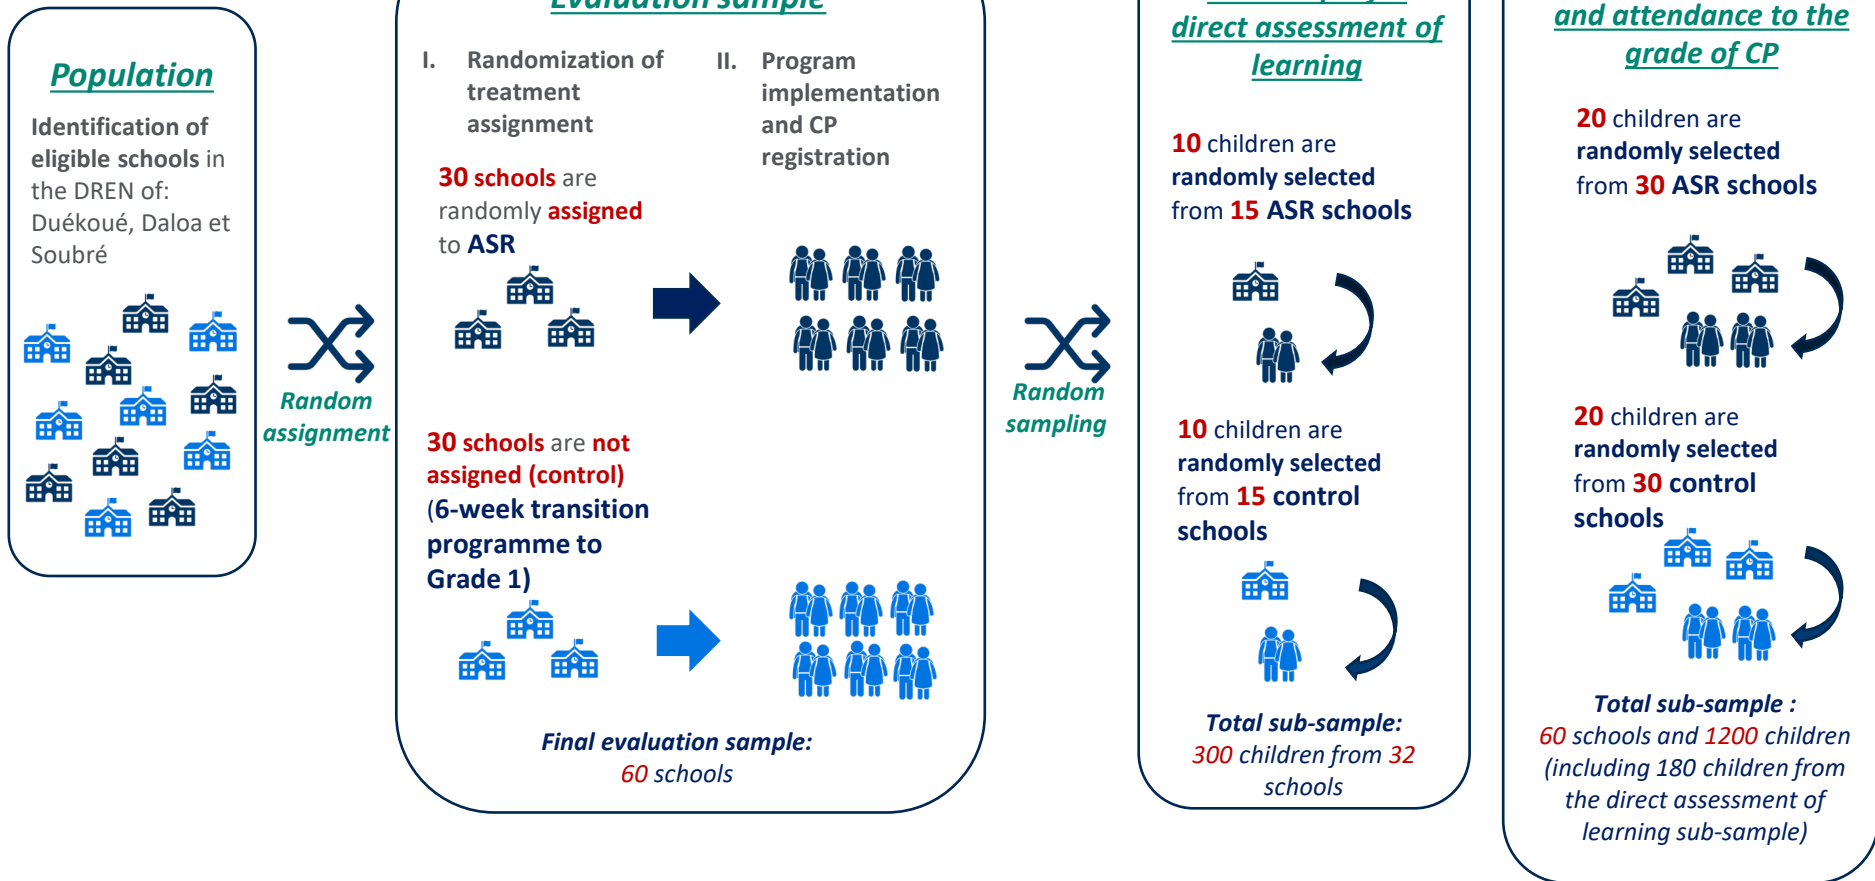 Population
Identification of
eligible schools in
the DREN of:
Duékoué, Daloa et
Soubré
Random
assignment
Evaluation sample
I. Randomization of
treatment
assignment
30 schools are
randomly assigned
to ASR
30 schools are not
assigned (control)
(6-week transition
programme to
Grade 1)
II. Program
implementation
and CP
registration
Final evaluation sample:
60 schools
Random
sampling
direct assessment of
learning
10 children are
randomly selected
from 15 ASR schools
10 children are
randomly selected
from 15 control
schools
Total sub-sample:
300 children from 32
schools
and attendance to the
grade of CP
20 children are
randomly selected
from 30 ASR schools
20 children are
randomly selected
from 30 control
schools
Total sub-sample :
60 schools and 1200 children
(including 180 children from
the direct assessment of
learning sub-sample)